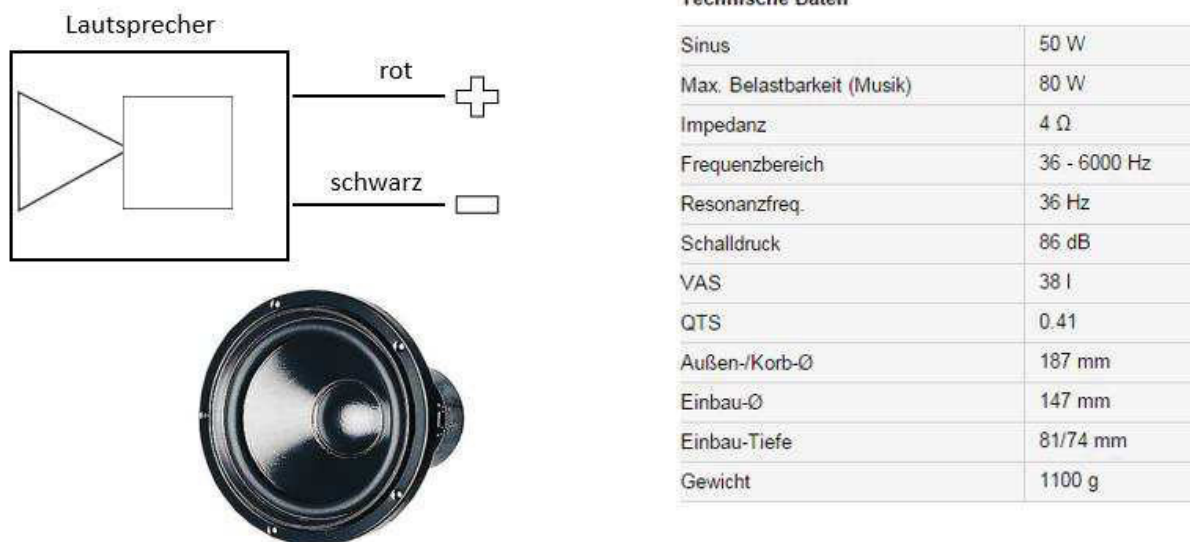 Lautsprecher
rot
schwarz
Technische Daten
Sinus 50 W
Max. Belastbarkeit (Musik) 80 W
Impedanz 4 Ω
Frequenzbereich 36 - 6000 Hz
Resonanzfreq. 36 Hz
Schalldruck 86 dB
VAS 38 l
QTS 0.41
Außen-/Korb-Ø 187 mm
Einbau-Ø 147 mm
Einbau-Tiefe 81/74 mm
Gewicht 1100 g